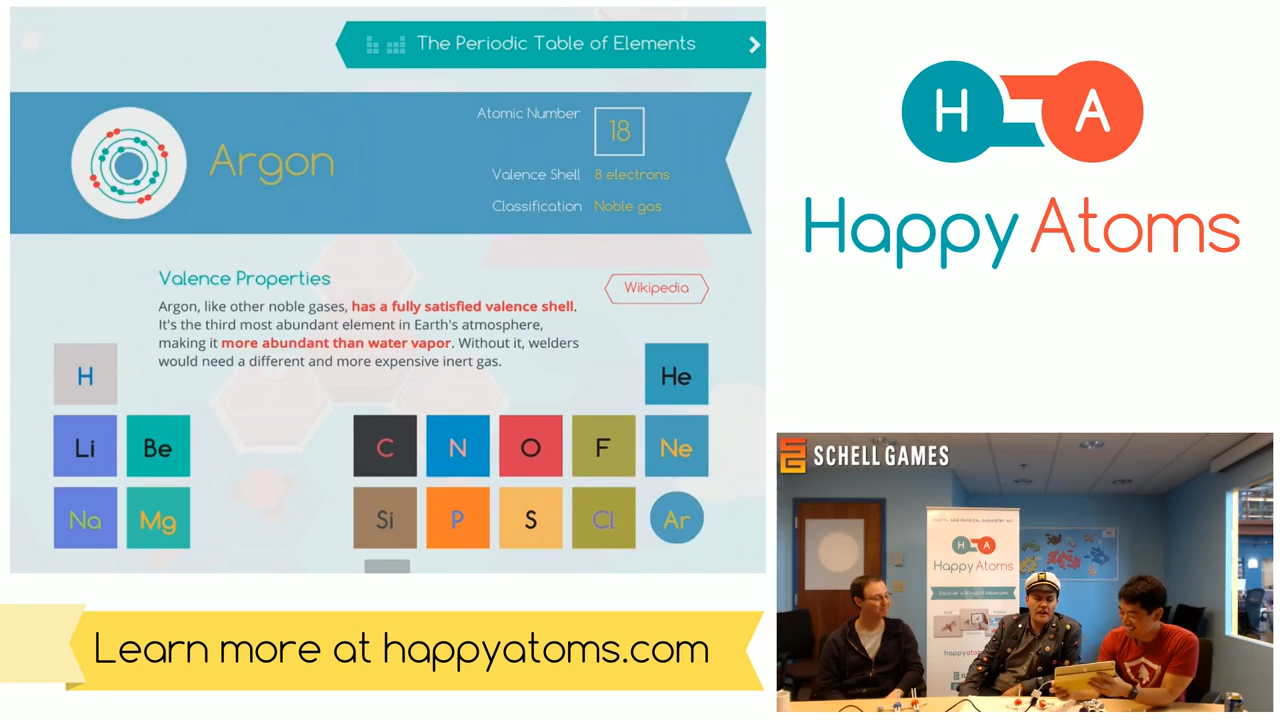 The Periodic Table of Elements
Argon
Atomic Number 18
Valence Shell 8 electrons
Classification Noble gas
Valence Properties
Wikipedia
Argon, like other noble gases, has a fully satisfied valence shell.
It's the third most abundant element in Earth's atmosphere,
making it more abundant than water vapor. Without it, welders
would need a different and more expensive inert gas.
H He
Li Be C N O F Ne
Na Mg Si P S Cl Ar
Learn more at happyatoms.com
H A
Happy Atoms
SCHELL GAMES
H A
Happy Atoms
Discover a World of Molecules